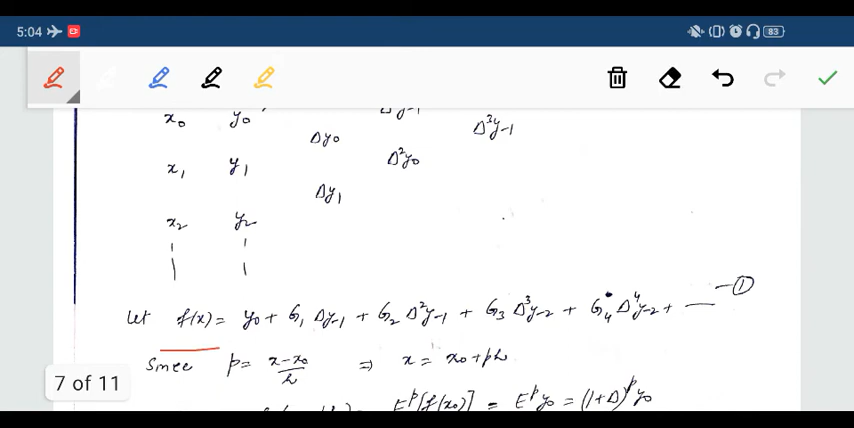 5:04 83
Δy-1
x₀ y₀ Δ³y-1
Δy₀
Δ²y₀
x₁ y₁
Δy₁
x₂ y₂
Let f(x) = y₀ + G₁ Δy-1 + G₂ Δ²y-1 + G₃ Δ³y-2 + G₄ Δ⁴y-2 + —— ①
Since p = (x-x₀)/h ⇒ x = x₀+ph
7 of 11
E^p[f(x₀)] = E^p y₀ = (1+Δ)^p y₀